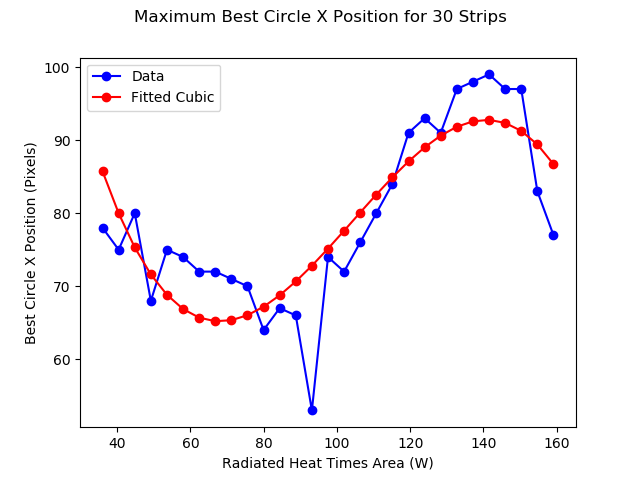 Maximum Best Circle X Position for 30 Strips
Data
Fitted Cubic
100
90
80
70
60
Best Circle X Position (Pixels)
40 60 80 100 120 140 160
Radiated Heat Times Area (W)